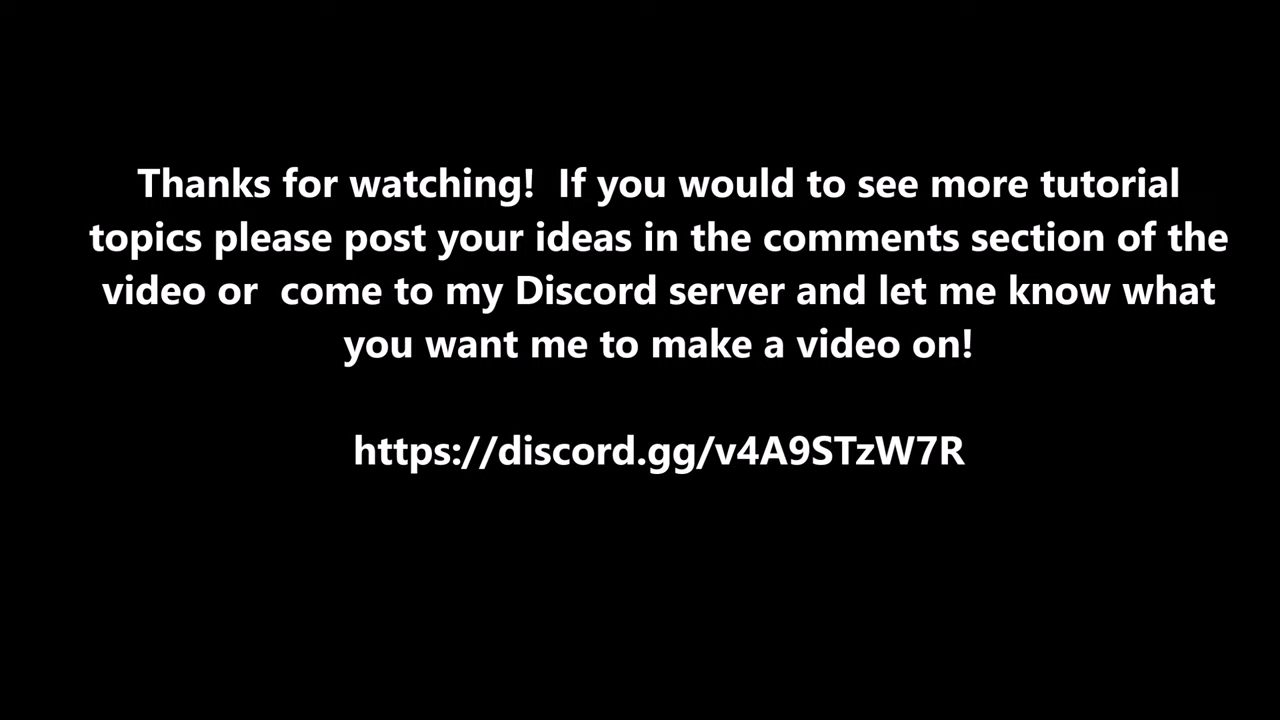 Thanks for watching!  If you would to see more tutorial
topics please post your ideas in the comments section of the
video or  come to my Discord server and let me know what
you want me to make a video on!
https://discord.gg/v4A9STzW7R